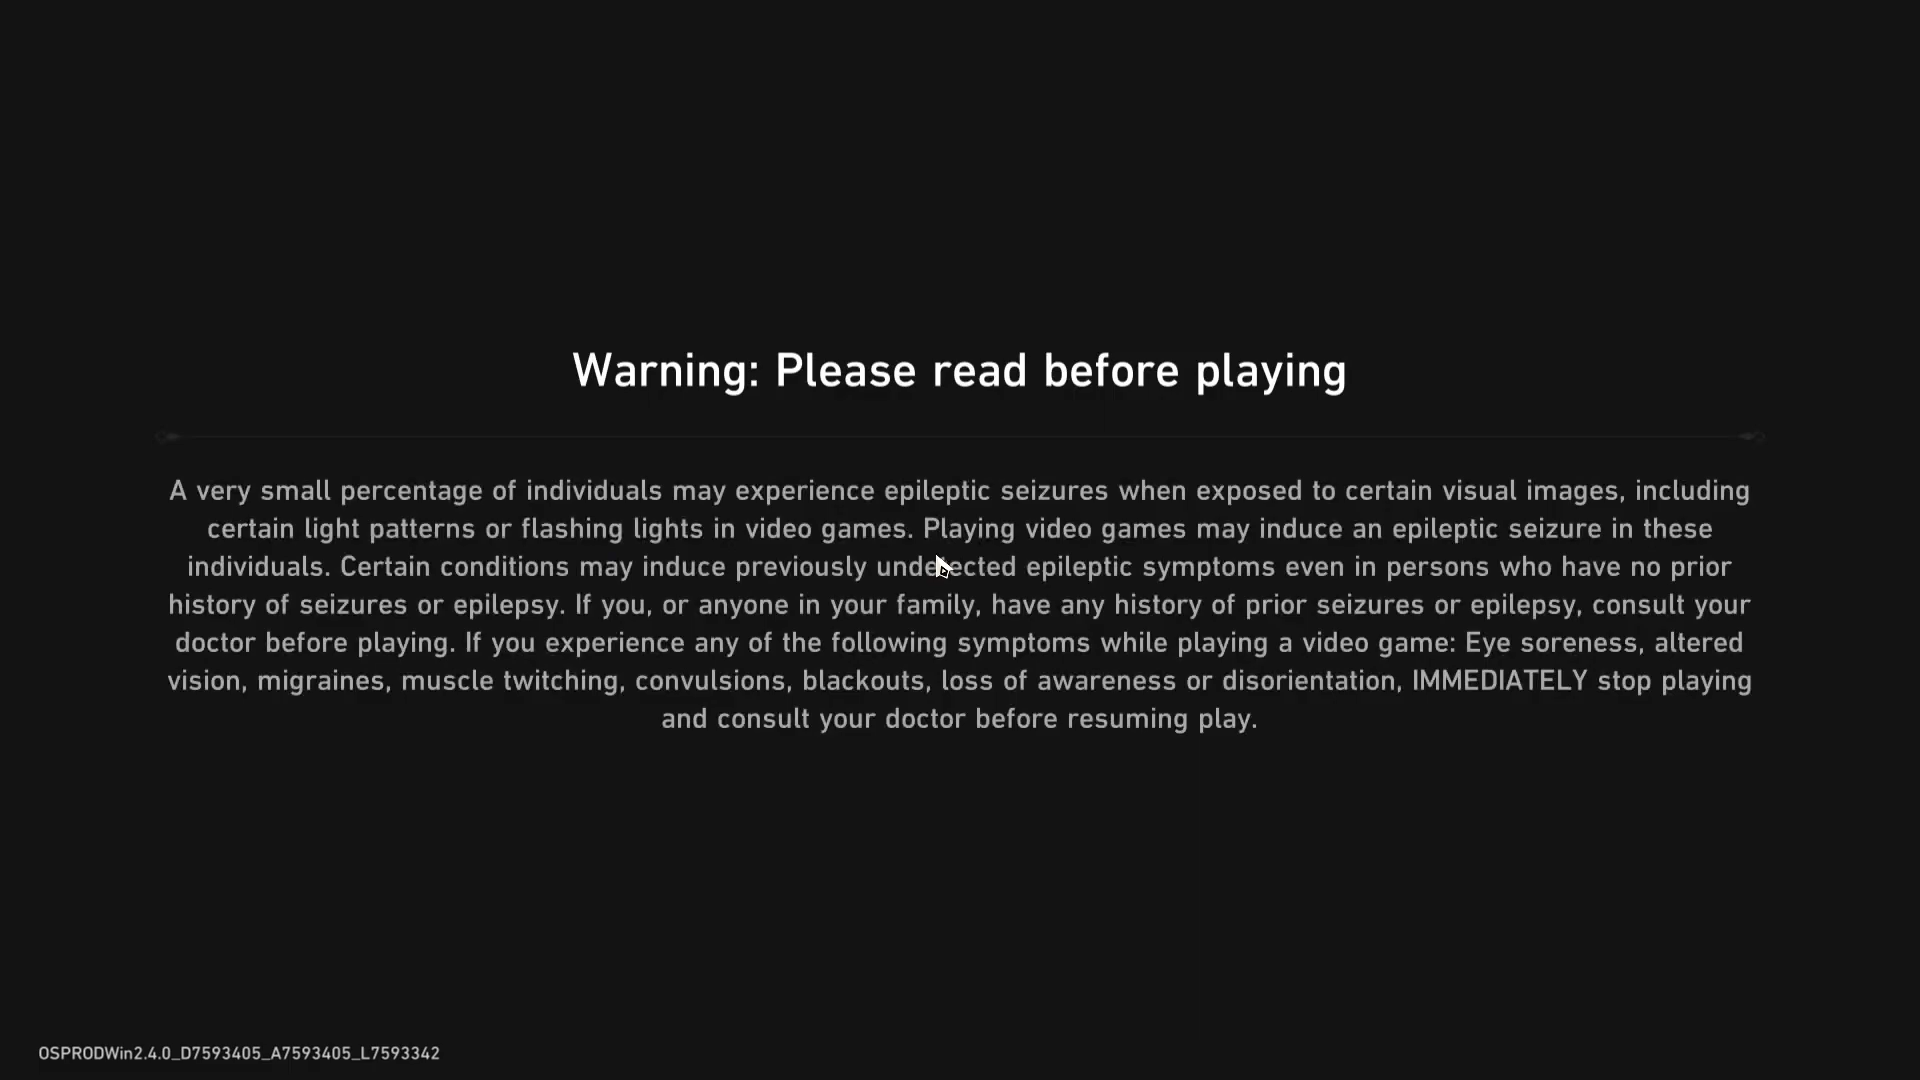 Warning: Please read before playing
A very small percentage of individuals may experience epileptic seizures when exposed to certain visual images, including
certain light patterns or flashing lights in video games. Playing video games may induce an epileptic seizure in these
individuals. Certain conditions may induce previously undetected epileptic symptoms even in persons who have no prior
history of seizures or epilepsy. If you, or anyone in your family, have any history of prior seizures or epilepsy, consult your
doctor before playing. If you experience any of the following symptoms while playing a video game: Eye soreness, altered
vision, migraines, muscle twitching, convulsions, blackouts, loss of awareness or disorientation, IMMEDIATELY stop playing
and consult your doctor before resuming play.
OSPRODWin2.4.0_D7593405_A7593405_L7593342